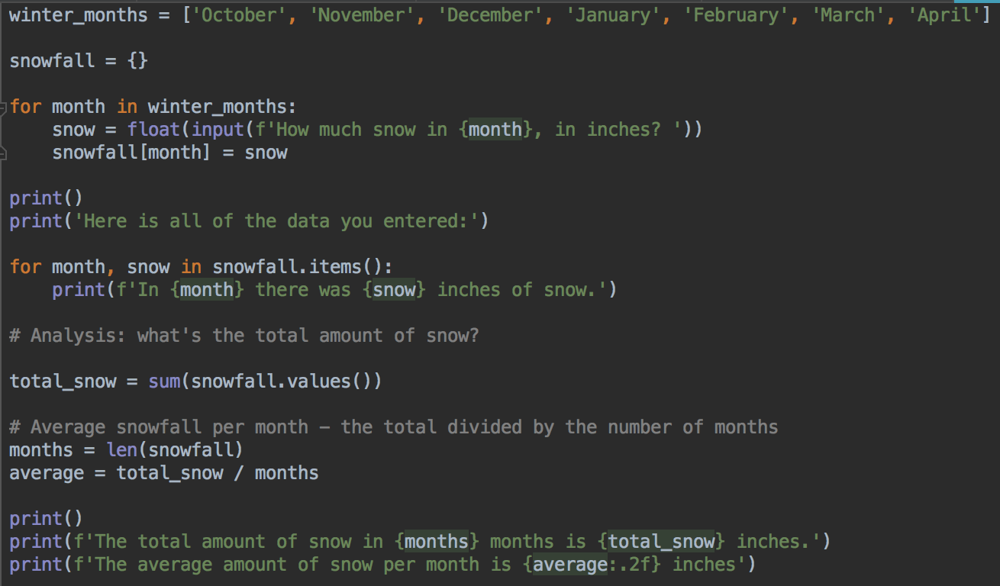 winter_months = ['October', 'November', 'December', 'January', 'February', 'March', 'April']

snowfall = {}

for month in winter_months:
    snow = float(input(f'How much snow in {month}, in inches? '))
    snowfall[month] = snow

print()
print('Here is all of the data you entered:')

for month, snow in snowfall.items():
    print(f'In {month} there was {snow} inches of snow.')

# Analysis: what's the total amount of snow?

total_snow = sum(snowfall.values())

# Average snowfall per month – the total divided by the number of months
months = len(snowfall)
average = total_snow / months

print()
print(f'The total amount of snow in {months} months is {total_snow} inches.')
print(f'The average amount of snow per month is {average:.2f} inches')